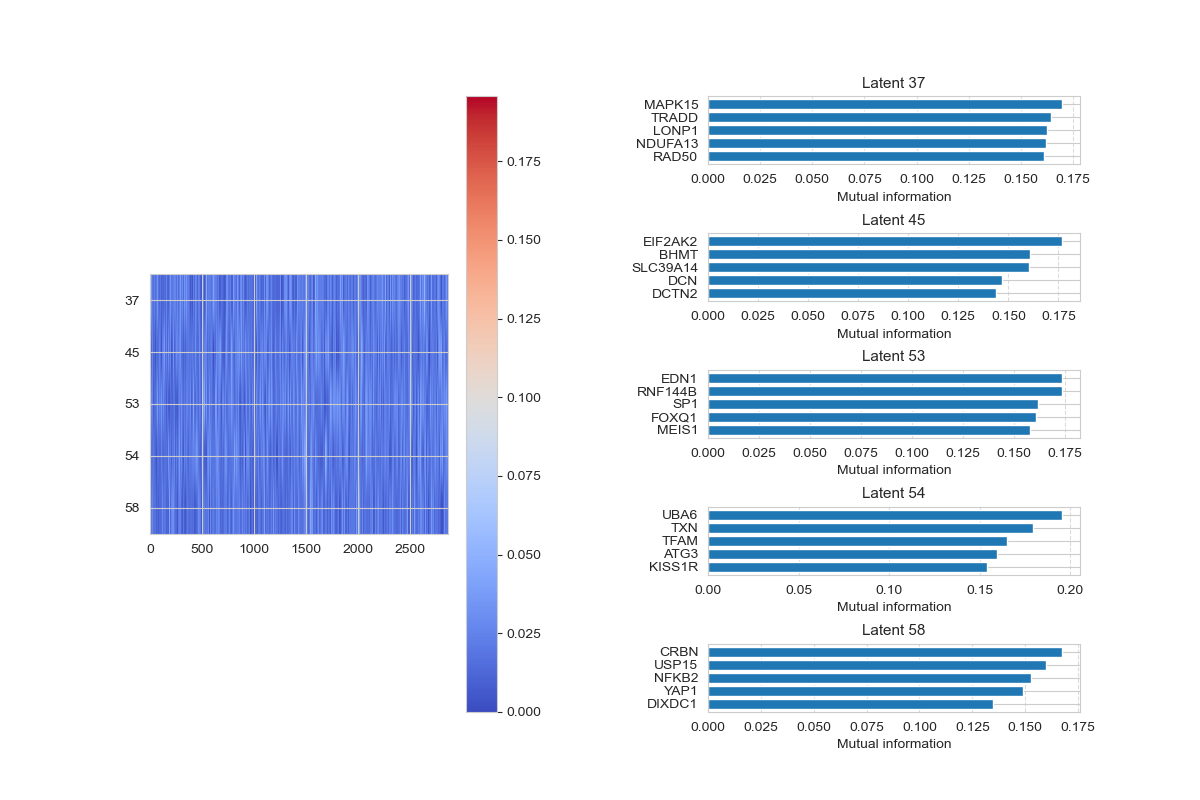 37
45
53
54
58
0 500 1000 1500 2000 2500
0.175
0.150
0.125
0.100
0.075
0.050
0.025
0.000
Latent 37
MAPK15
TRADD
LONP1
NDUFA13
RAD50
0.000 0.025 0.050 0.075 0.100 0.125 0.150 0.175
Mutual information
Latent 45
EIF2AK2
BHMT
SLC39A14
DCN
DCTN2
0.000 0.025 0.050 0.075 0.100 0.125 0.150 0.175
Mutual information
Latent 53
EDN1
RNF144B
SP1
FOXQ1
MEIS1
0.000 0.025 0.050 0.075 0.100 0.125 0.150 0.175
Mutual information
Latent 54
UBA6
TXN
TFAM
ATG3
KISS1R
0.00 0.05 0.10 0.15 0.20
Mutual information
Latent 58
CRBN
USP15
NFKB2
YAP1
DIXDC1
0.000 0.025 0.050 0.075 0.100 0.125 0.150 0.175
Mutual information